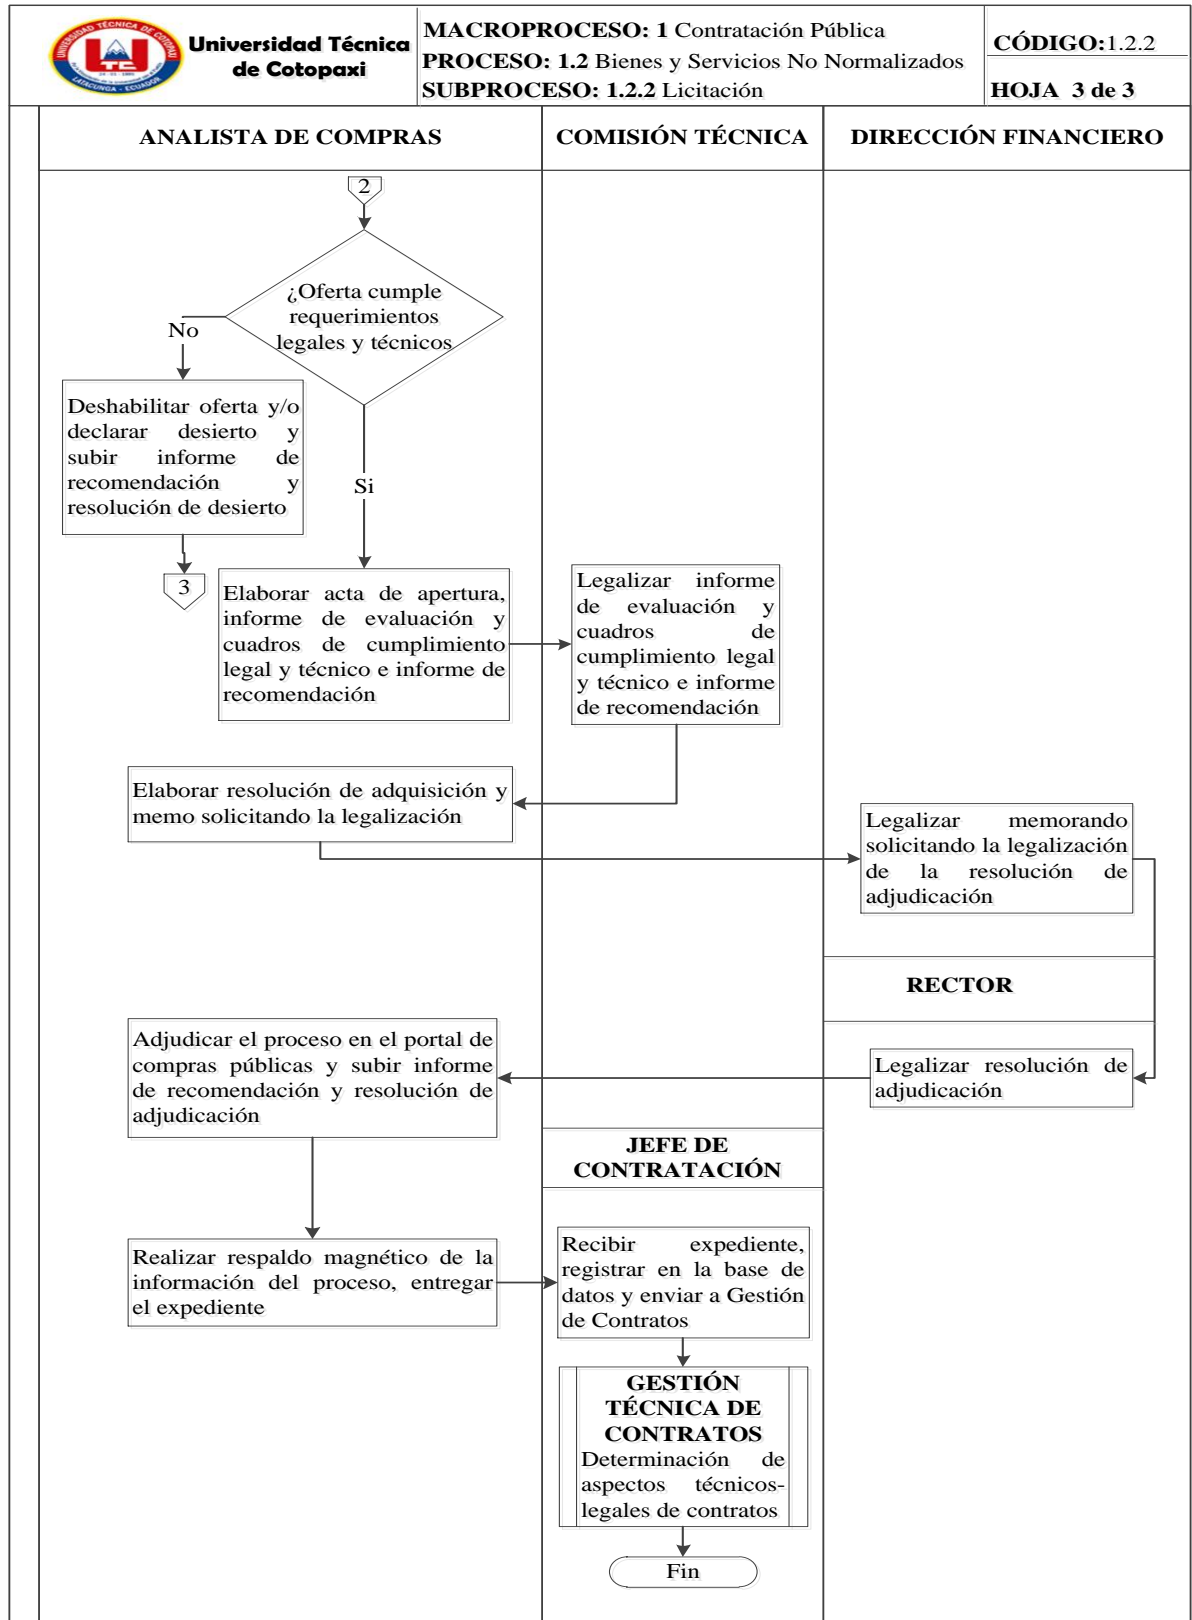 Universidad Técnica
de Cotopaxi
MACROPROCESO: 1 Contratación Pública
PROCESO: 1.2 Bienes y Servicios No Normalizados
SUBPROCESO: 1.2.2 Licitación
CÓDIGO:1.2.2
HOJA 3 de 3
ANALISTA DE COMPRAS
COMISIÓN TÉCNICA
DIRECCIÓN FINANCIERO
2
¿Oferta cumple
requerimientos
legales y técnicos
No
Deshabilitar oferta y/o
declarar desierto y
subir informe de
recomendación y
resolución de desierto
3
Si
Elaborar acta de apertura,
informe de evaluación y
cuadros de cumplimiento
legal y técnico e informe de
recomendación
Legalizar informe
de evaluación y
cuadros de
cumplimiento legal
y técnico e informe
de recomendación
Elaborar resolución de adquisición y
memo solicitando la legalización
Legalizar memorando
solicitando la legalización
de la resolución de
adjudicación
RECTOR
Legalizar resolución de
adjudicación
Adjudicar el proceso en el portal de
compras públicas y subir informe
de recomendación y resolución de
adjudicación
JEFE DE
CONTRATACIÓN
Realizar respaldo magnético de la
información del proceso, entregar
el expediente
Recibir expediente,
registrar en la base de
datos y enviar a Gestión
de Contratos
GESTIÓN
TÉCNICA DE
CONTRATOS
Determinación de
aspectos técnicos-
legales de contratos
Fin